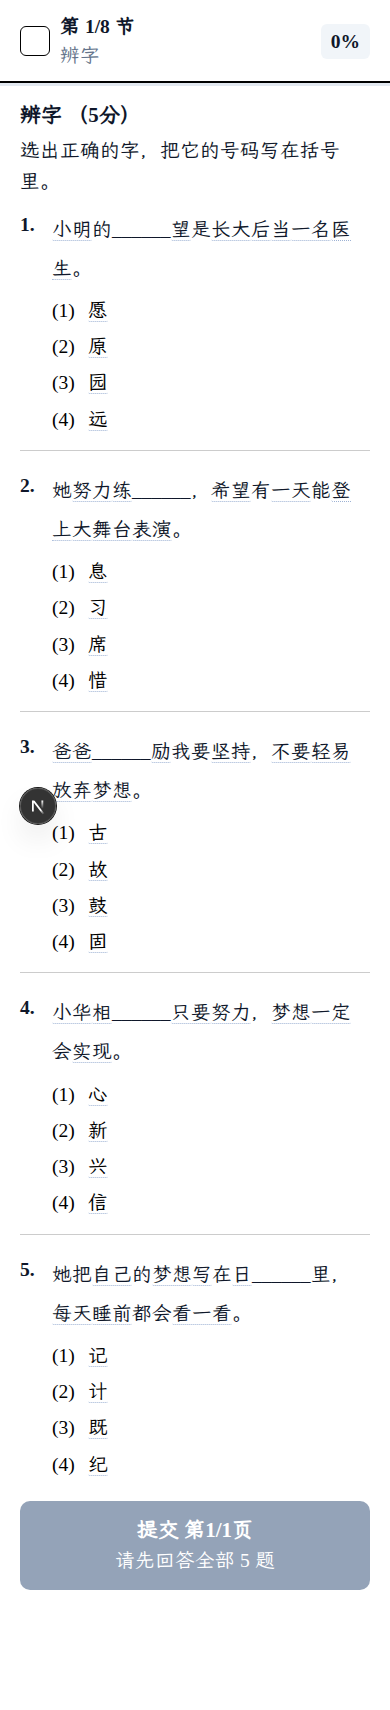 第 1/8 节
辨字
0%
辨字 （5分）
选出正确的字，把它的号码写在括号
里。
1. 小明的______望是长大后当一名医
生。
(1) 愿
(2) 原
(3) 园
(4) 远
2. 她努力练______，希望有一天能登
上大舞台表演。
(1) 息
(2) 习
(3) 席
(4) 惜
3. 爸爸______励我要坚持，不要轻易
放弃梦想。
(1) 古
(2) 故
(3) 鼓
(4) 固
4. 小华相______只要努力，梦想一定
会实现。
(1) 心
(2) 新
(3) 兴
(4) 信
5. 她把自己的梦想写在日______里，
每天睡前都会看一看。
(1) 记
(2) 计
(3) 既
(4) 纪
提交 第1/1页
请先回答全部 5 题